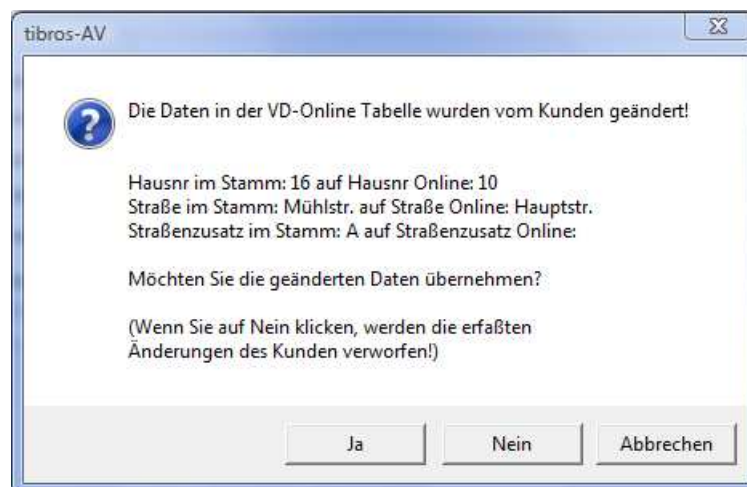 tibros-AV
Die Daten in der VD-Online Tabelle wurden vom Kunden geändert!
Hausnr im Stamm: 16 auf Hausnr Online: 10
Straße im Stamm: Mühlstr. auf Straße Online: Hauptstr.
Straßenzusatz im Stamm: A auf Straßenzusatz Online:
Möchten Sie die geänderten Daten übernehmen?
(Wenn Sie auf Nein klicken, werden die erfaßten
Änderungen des Kunden verworfen!)
Ja Nein Abbrechen